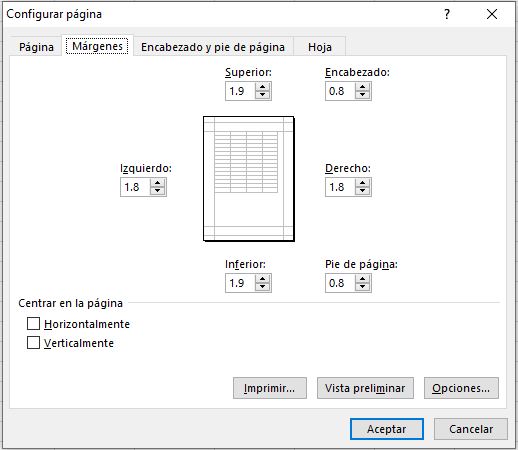 Configurar página ? ×
Página Márgenes Encabezado y pie de página Hoja
Superior: Encabezado:
1.9 0.8
Izquierdo: Derecho:
1.8 1.8
Inferior: Pie de página:
1.9 0.8
Centrar en la página
Horizontalmente
Verticalmente
Imprimir... Vista preliminar Opciones...
Aceptar Cancelar